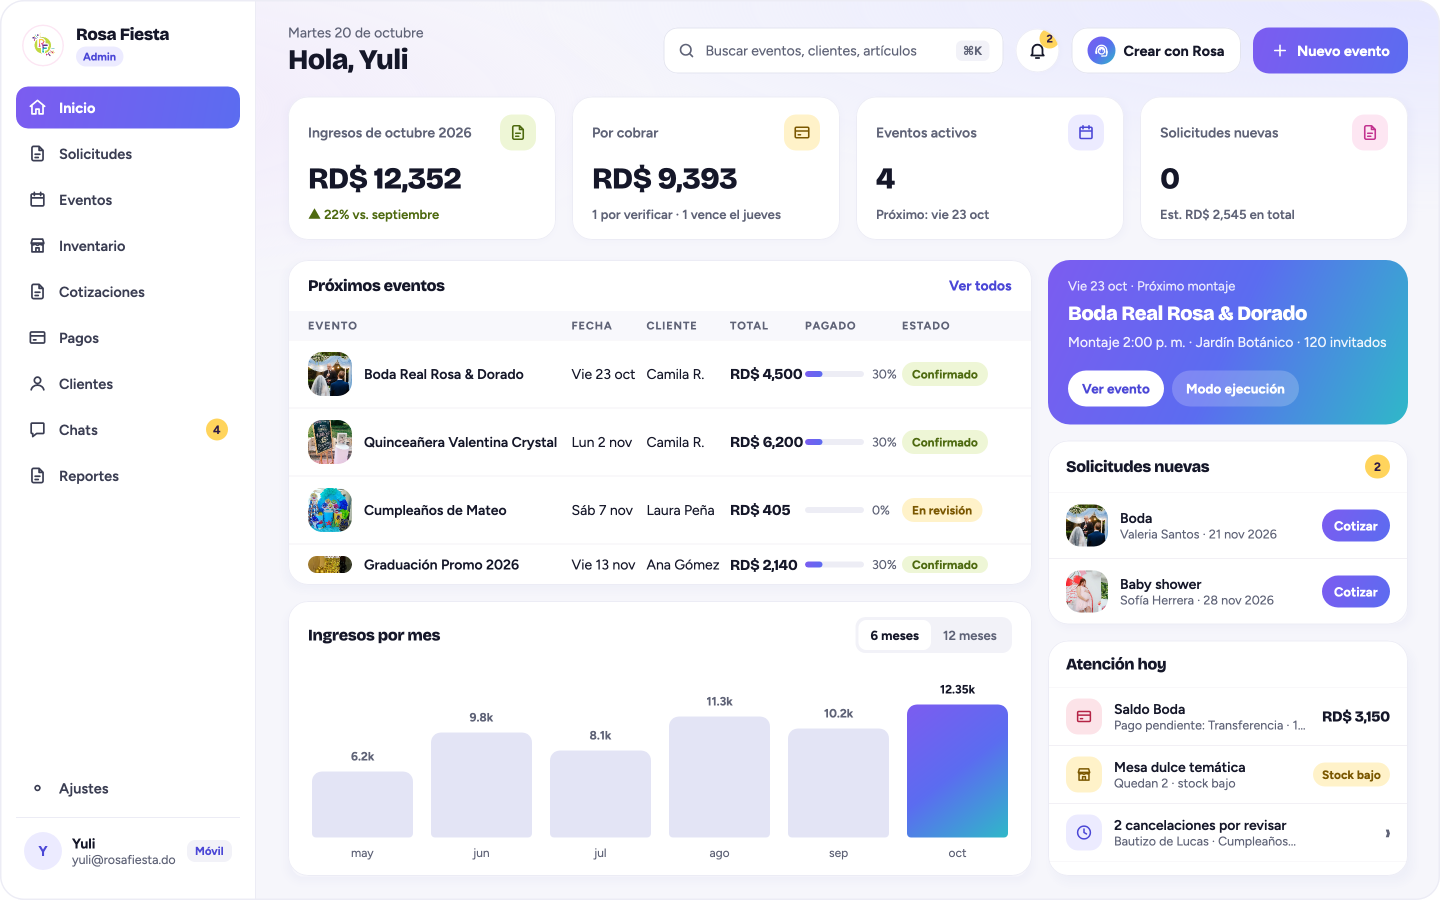 Rosa Fiesta
Admin
Inicio
Solicitudes
Eventos
Inventario
Cotizaciones
Pagos
Clientes
Chats 4
Reportes
Ajustes
Y
Yuli
yuli@rosafiesta.do
Móvil
Martes 20 de octubre
Hola, Yuli
Buscar eventos, clientes, artículos ⌘K
2
Crear con Rosa
Nuevo evento
Ingresos de octubre 2026
RD$ 12,352
▲ 22% vs. septiembre
Por cobrar
RD$ 9,393
1 por verificar · 1 vence el jueves
Eventos activos
4
Próximo: vie 23 oct
Solicitudes nuevas
0
Est. RD$ 2,545 en total
Próximos eventos Ver todos
EVENTO FECHA CLIENTE TOTAL PAGADO ESTADO
Boda Real Rosa & Dorado Vie 23 oct Camila R. RD$ 4,500 30% Confirmado
Quinceañera Valentina Crystal Lun 2 nov Camila R. RD$ 6,200 30% Confirmado
Cumpleaños de Mateo Sáb 7 nov Laura Peña RD$ 405 0% En revisión
Graduación Promo 2026 Vie 13 nov Ana Gómez RD$ 2,140 30% Confirmado
Ingresos por mes 6 meses 12 meses
6.2k 9.8k 8.1k 11.3k 10.2k 12.35k
may jun jul ago sep oct
Vie 23 oct · Próximo montaje
Boda Real Rosa & Dorado
Montaje 2:00 p. m. · Jardín Botánico · 120 invitados
Ver evento Modo ejecución
Solicitudes nuevas 2
Boda
Valeria Santos · 21 nov 2026
Cotizar
Baby shower
Sofía Herrera · 28 nov 2026
Cotizar
Atención hoy
Saldo Boda
Pago pendiente: Transferencia · 1...
RD$ 3,150
Mesa dulce temática
Quedan 2 · stock bajo
Stock bajo
2 cancelaciones por revisar
Bautizo de Lucas · Cumpleaños...
›